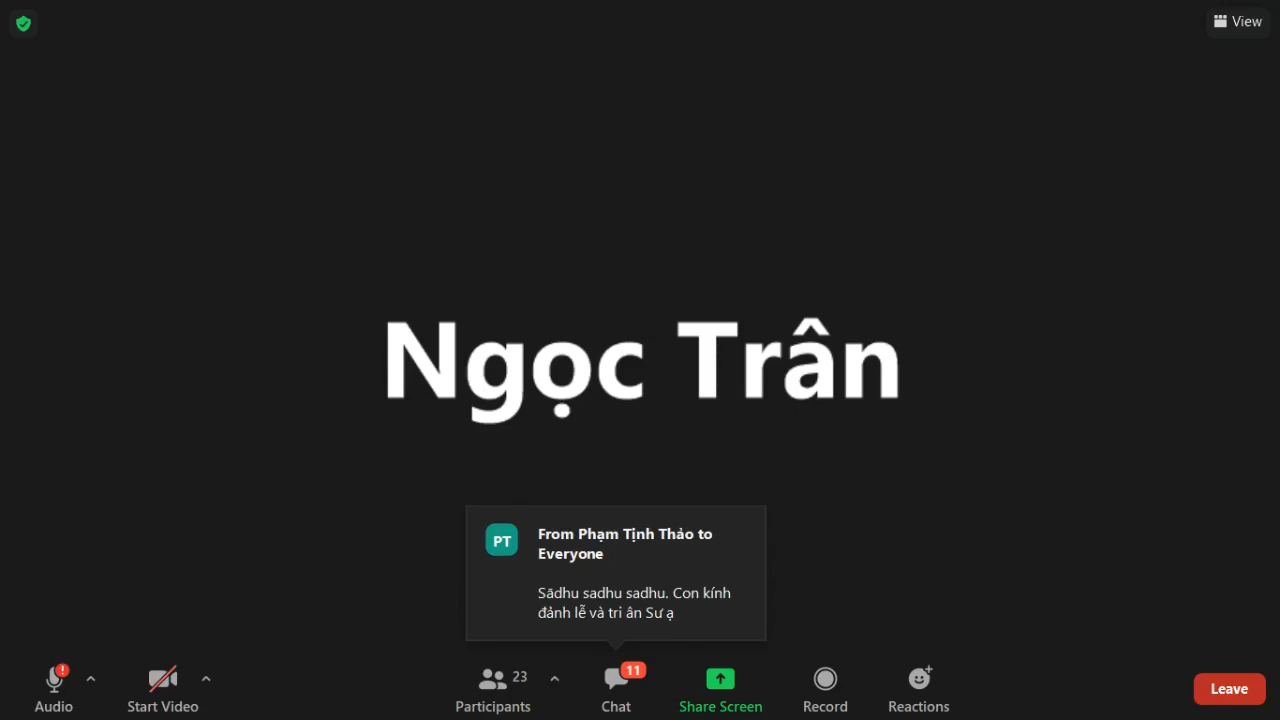 View
Ngọc Trân
PT
From Phạm Tịnh Thảo to
Everyone
Sādhu sadhu sadhu. Con kính
đảnh lễ và tri ân Sư ạ
!
23
11
Audio
Start Video
Participants
Chat
Share Screen
Record
Reactions
Leave